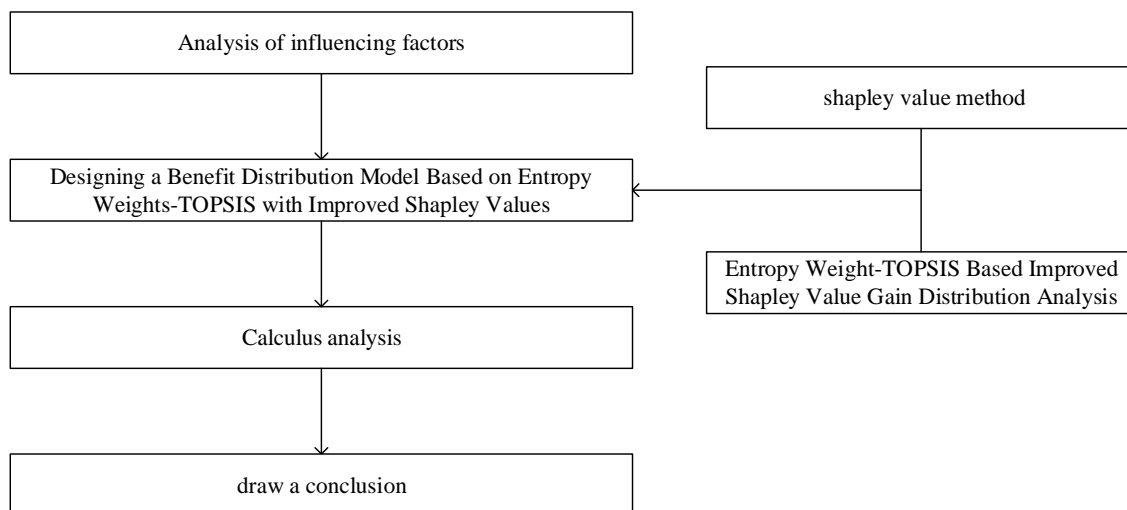 Analysis of influencing factors
shapley value method
Designing a Benefit Distribution Model Based on Entropy
Weights-TOPSIS with Improved Shapley Values
Entropy Weight-TOPSIS Based Improved
Shapley Value Gain Distribution Analysis
Calculus analysis
draw a conclusion